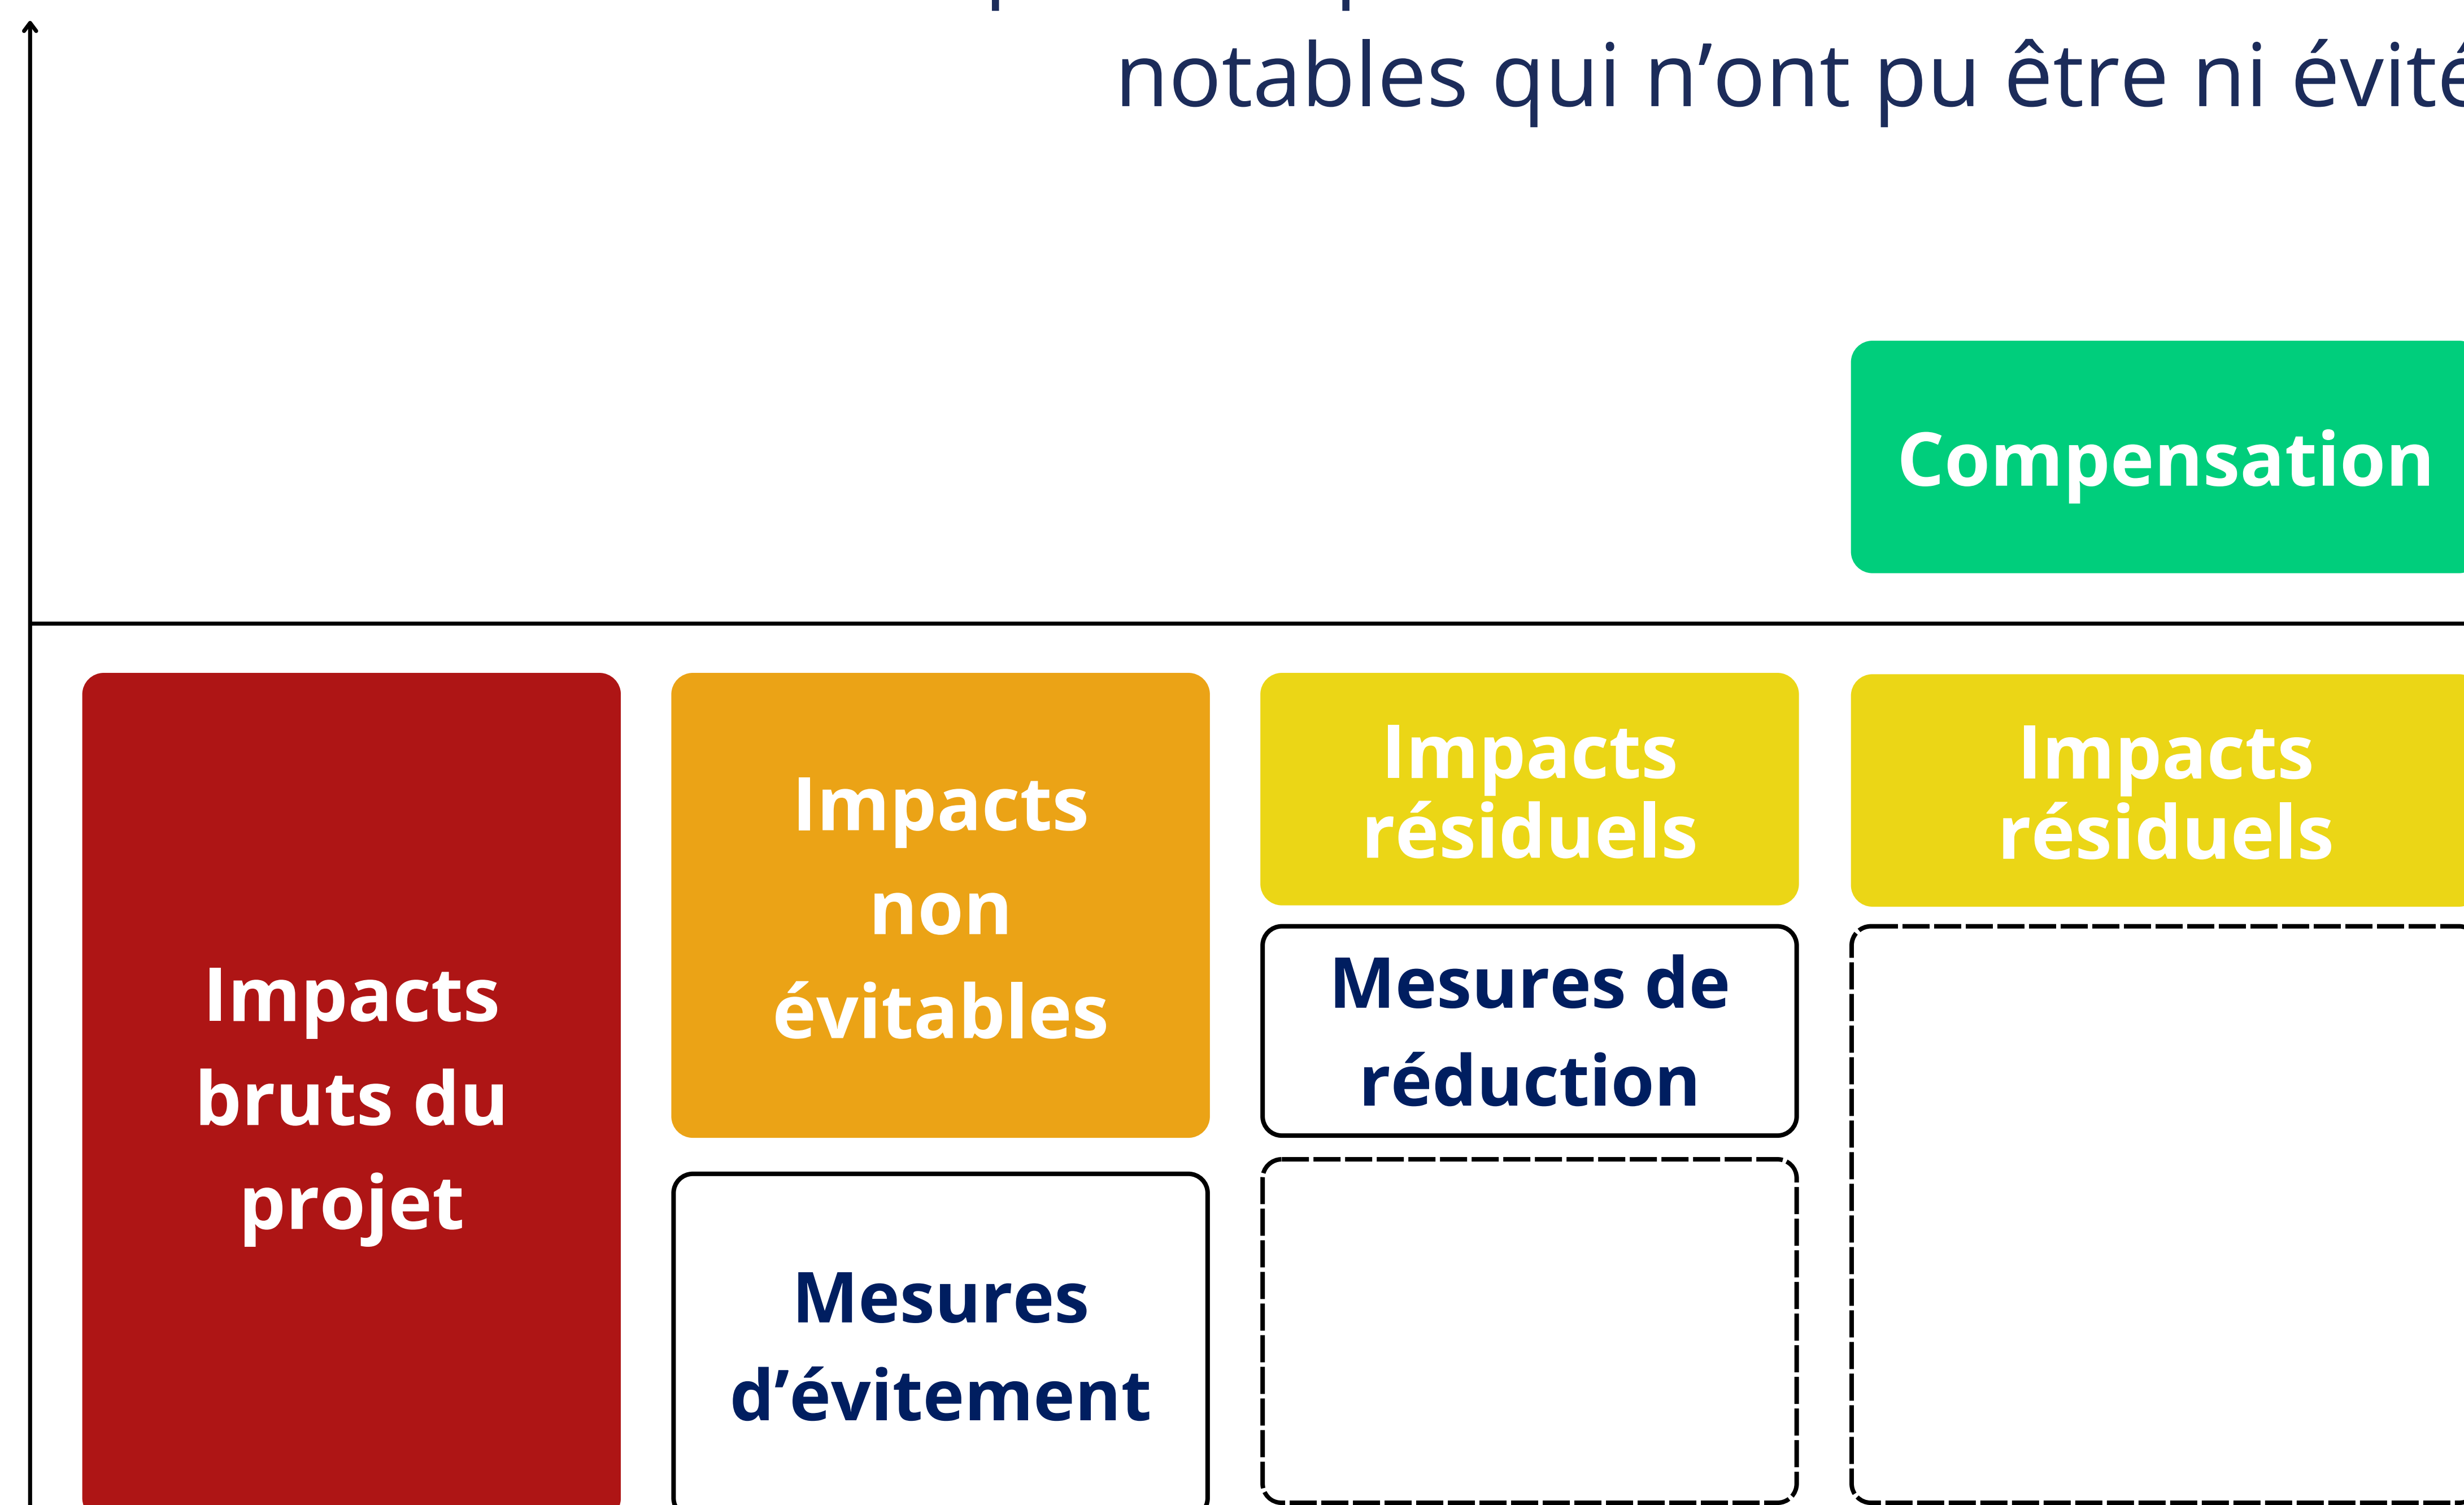 notables qui n’ont pu être ni
Compensation
Impacts
bruts du
projet
Impacts
non
évitables
Mesures
d’évitement
Impacts
résiduels
Mesures de
réduction
Impacts
résiduels